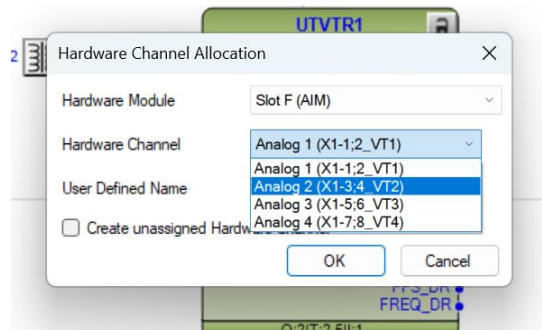 UTVTR1
2
Hardware Channel Allocation
Hardware Module Slot F (AIM)
Hardware Channel Analog 1 (X1-1;2_VT1)
Analog 1 (X1-1;2_VT1)
User Defined Name Analog 2 (X1-3;4_VT2)
Analog 3 (X1-5;6_VT3)
Create unassigned Hardware Channel Analog 4 (X1-7;8_VT4)
OK Cancel
FREQ_DR